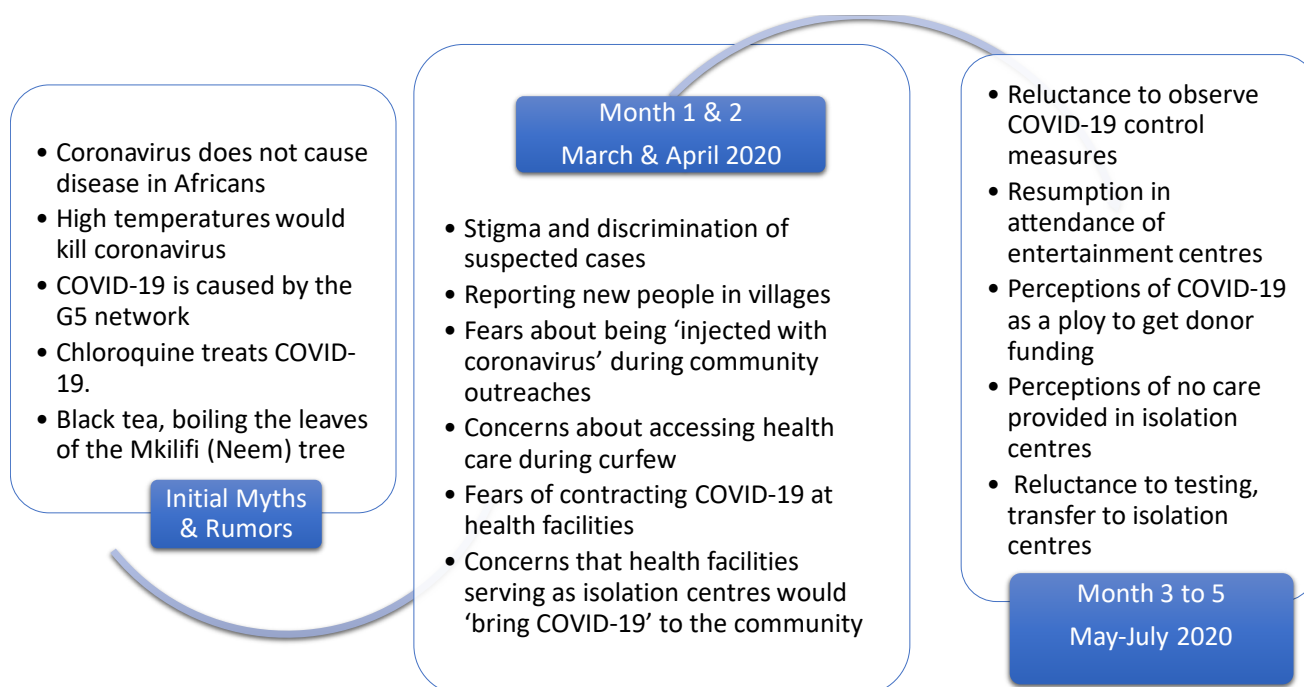 • Coronavirus does not cause
disease in Africans
• High temperatures would
kill coronavirus
• COVID-19 is caused by the
G5 network
• Chloroquine treats COVID-
19.
• Black tea, boiling the leaves
of the Mkilifi (Neem) tree
Initial Myths
& Rumors
Month 1 & 2
March & April 2020
• Stigma and discrimination of
suspected cases
• Reporting new people in villages
• Fears about being ‘injected with
coronavirus’ during community
outreaches
• Concerns about accessing health
care during curfew
• Fears of contracting COVID-19 at
health facilities
• Concerns that health facilities
serving as isolation centres would
‘bring COVID-19’ to the community
• Reluctance to observe
COVID-19 control
measures
• Resumption in
attendance of
entertainment centres
• Perceptions of COVID-19
as a ploy to get donor
funding
• Perceptions of no care
provided in isolation
centres
• Reluctance to testing,
transfer to isolation
centres
Month 3 to 5
May-July 2020